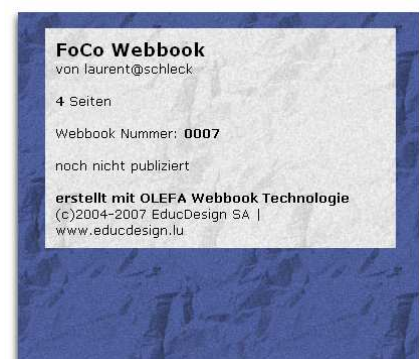 FoCo Webbook
von laurent@schleck
4 Seiten
Webbook Nummer: 0007
noch nicht publiziert
erstellt mit OLEFA Webbook Technologie
(c)2004-2007 EducDesign SA |
www.educdesign.lu